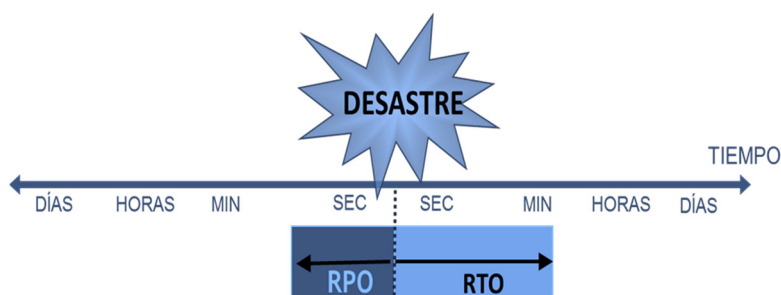 DESASTRE
TIEMPO
DÍAS HORAS MIN SEC SEC MIN HORAS DÍAS
RPO RTO